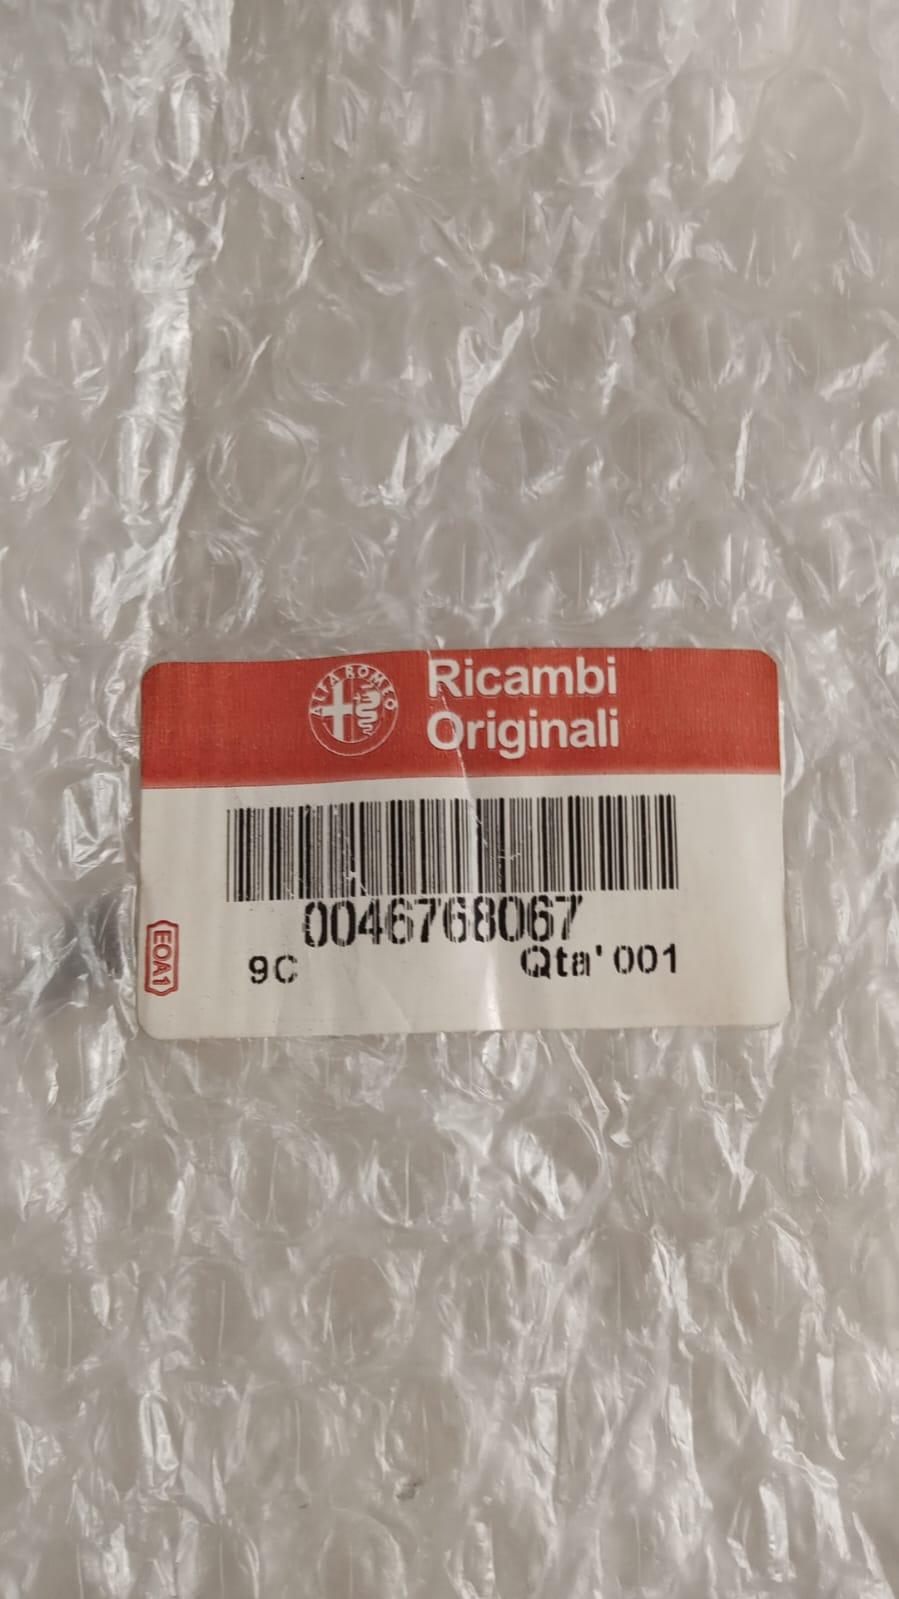 ALFA ROMEO
Ricambi
Originali
0046768067
9C
Qta' 001
EOA1